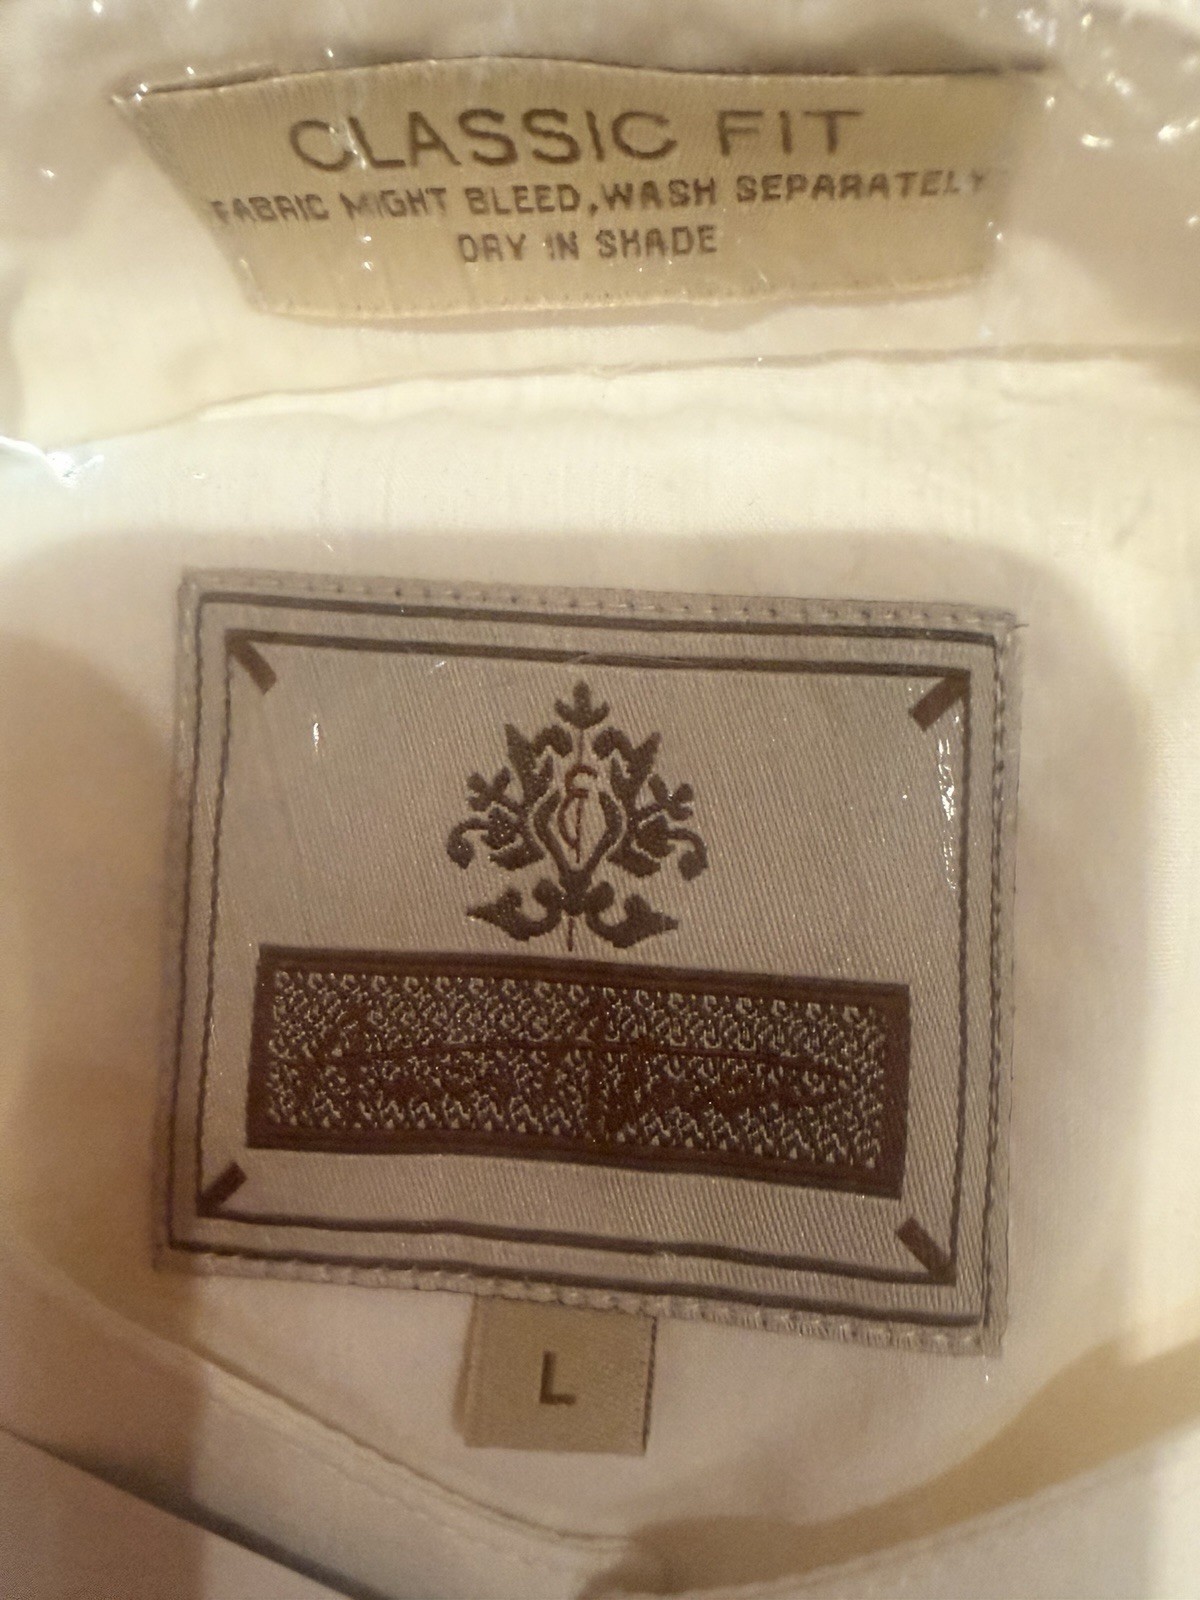 CLASSIC FIT
FABRIC MIGHT BLEED, WASH SEPARATELY
DRY IN SHADE
L